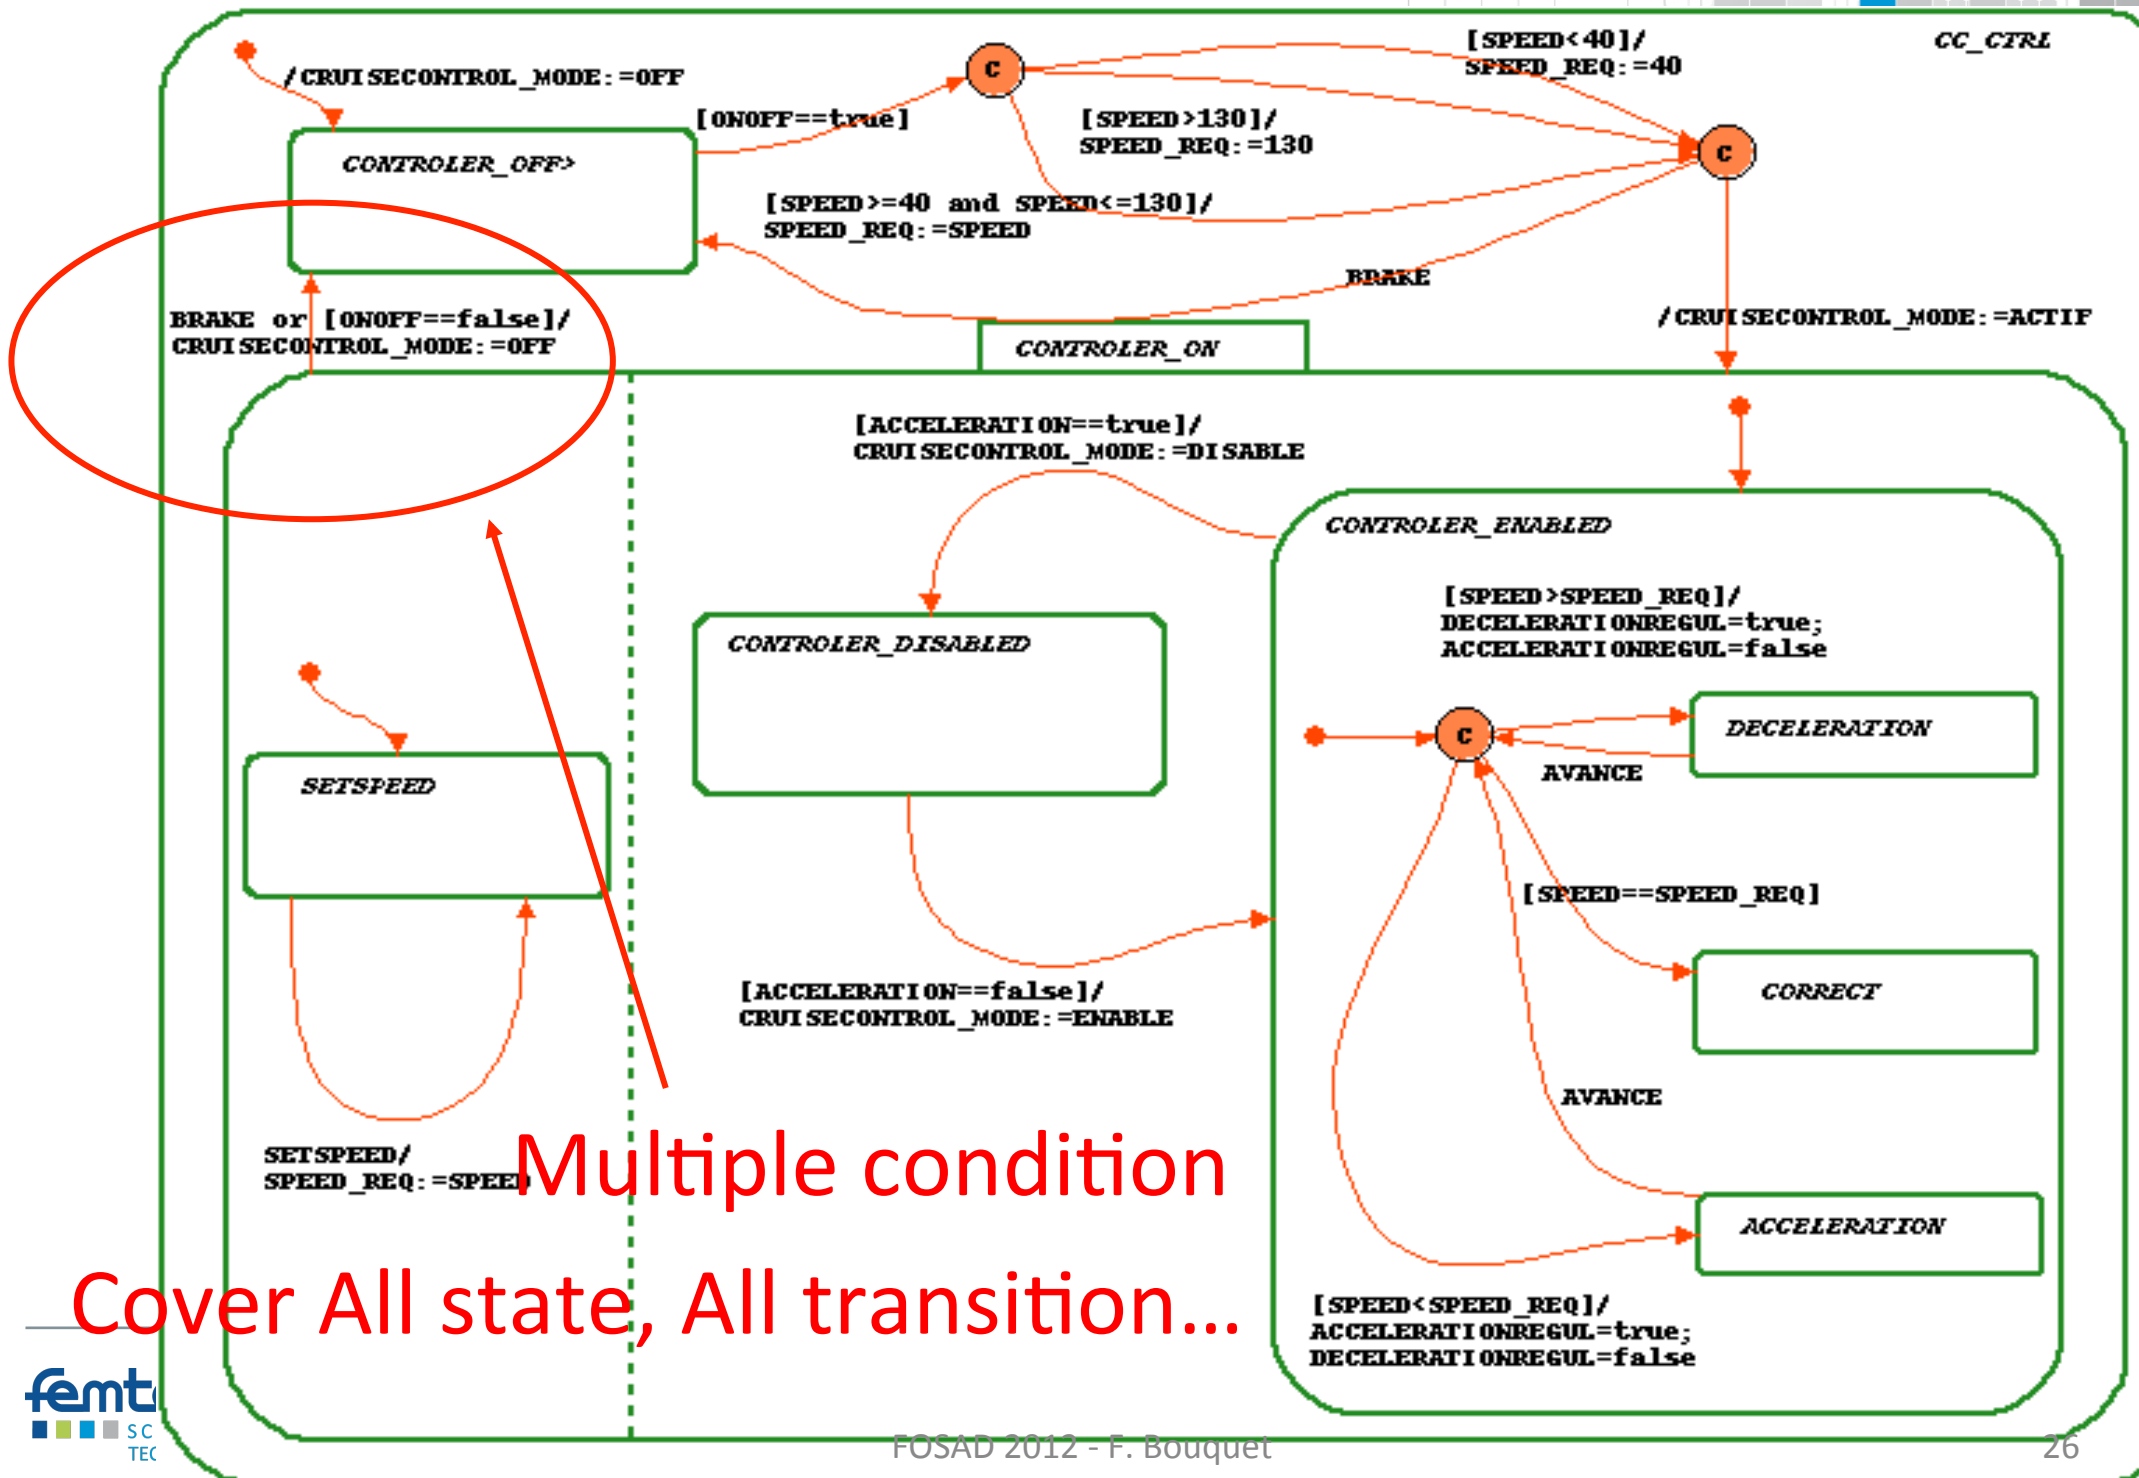 CC_CTRL
/CRUISECONTROL_MODE:=OFF
[SPEED<40]/
SPEED_REQ:=40
C
[ONOFF==true]
[SPEED>130]/
SPEED_REQ:=130
C
CONTROLER_OFF>
[SPEED>=40 and SPEED<=130]/
SPEED_REQ:=SPEED
BRAKE
BRAKE or [ONOFF==false]/
CRUISECONTROL_MODE:=OFF
/CRUISECONTROL_MODE:=ACTIF
CONTROLER_ON
[ACCELERATION==true]/
CRUISECONTROL_MODE:=DISABLE
CONTROLER_ENABLED
[SPEED>SPEED_REQ]/
DECELERATIONREGUL=true;
ACCELERATIONREGUL=false
CONTROLER_DISABLED
C
DECELERATION
AVANCE
SETSPEED
[SPEED==SPEED_REQ]
[ACCELERATION==false]/
CRUISECONTROL_MODE:=ENABLE
CORRECT
AVANCE
SETSPEED/
SPEED_REQ:=SPEED
Multiple condition
ACCELERATION
Cover All state, All transition...
[SPEED<SPEED_REQ]/
ACCELERATIONREGUL=true;
DECELERATIONREGUL=false
femt
SC
TEC
FOSAD 2012 - F. Bouquet
26